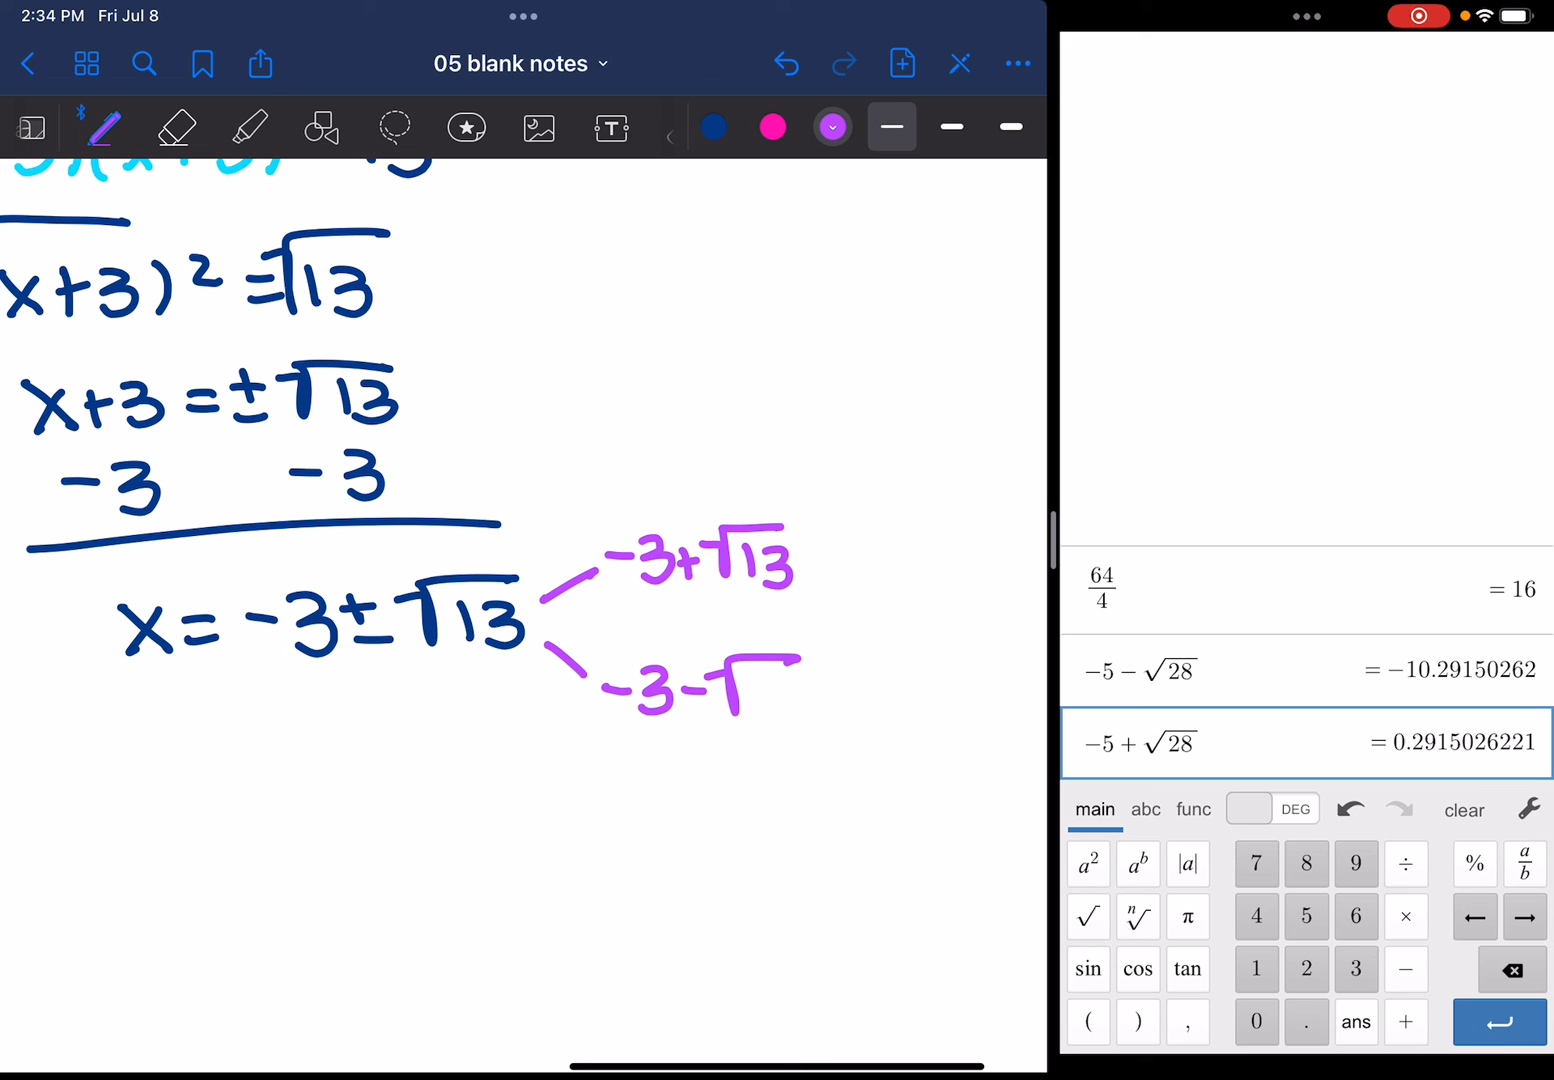 2:34 PM Fri Jul 8
05 blank notes
T
x+3)² = √13
x+3 = ±√13
-3 -3
x = -3 ± √13
-3+√13
-3-√
64/4 = 16
-5 - √28 = -10.29150262
-5 + √28 = 0.2915026221
main abc func DEG clear
a² aᵇ |a| 7 8 9 ÷ % a/b
√ ⁿ√ π 4 5 6 × ← →
sin cos tan 1 2 3 −
( ) , 0 . ans +